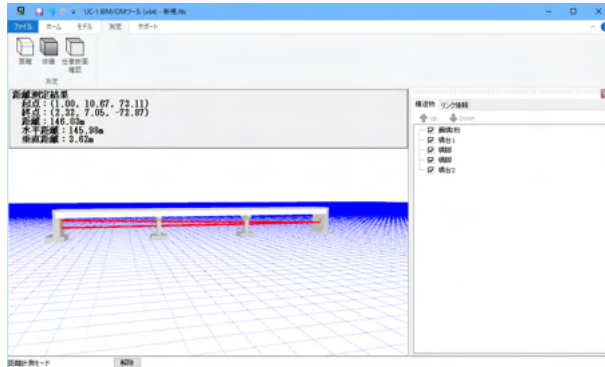 UC-1 BIM/CIMツール (x64) - 新規.ifc
ファイル ホーム モデル 測定 サポート
距離 体積 任意断面確認
測定
距離測定結果
起点：(1.00, 10.67, 73.11)
終点：(2.32, 7.05, -72.87)
距離：146.03m
水平距離：145.98m
垂直距離：3.62m
構造物 リンク情報
Up Down
橋台1
橋脚
橋脚
橋台2
距離計測モード 解除